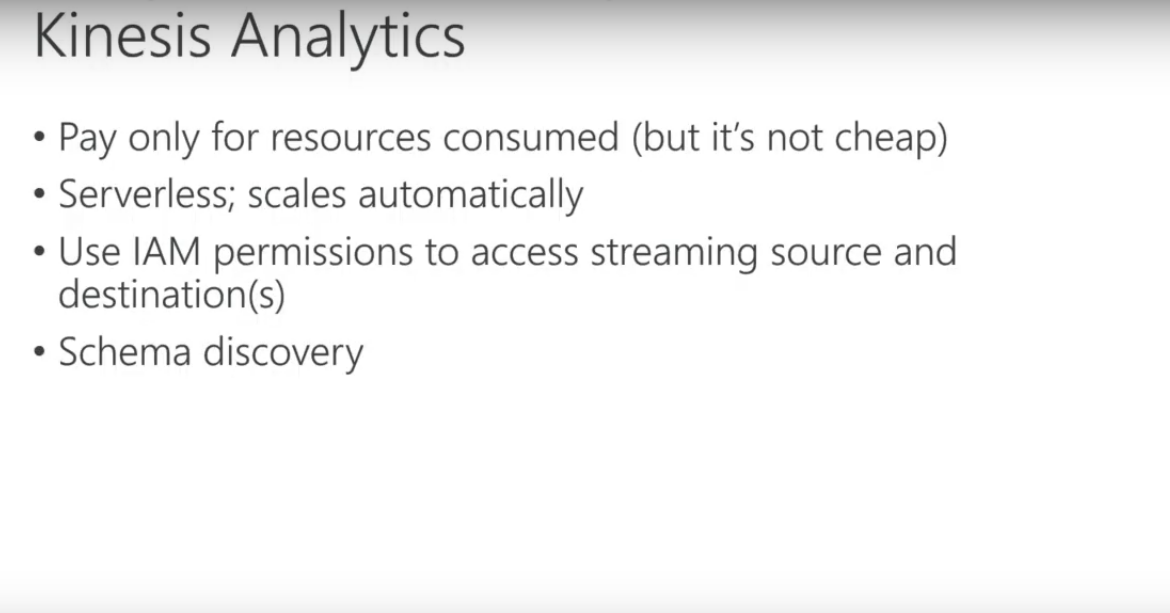 Kinesis Analytics
• Pay only for resources consumed (but it's not cheap)
• Serverless; scales automatically
• Use IAM permissions to access streaming source and
destination(s)
• Schema discovery